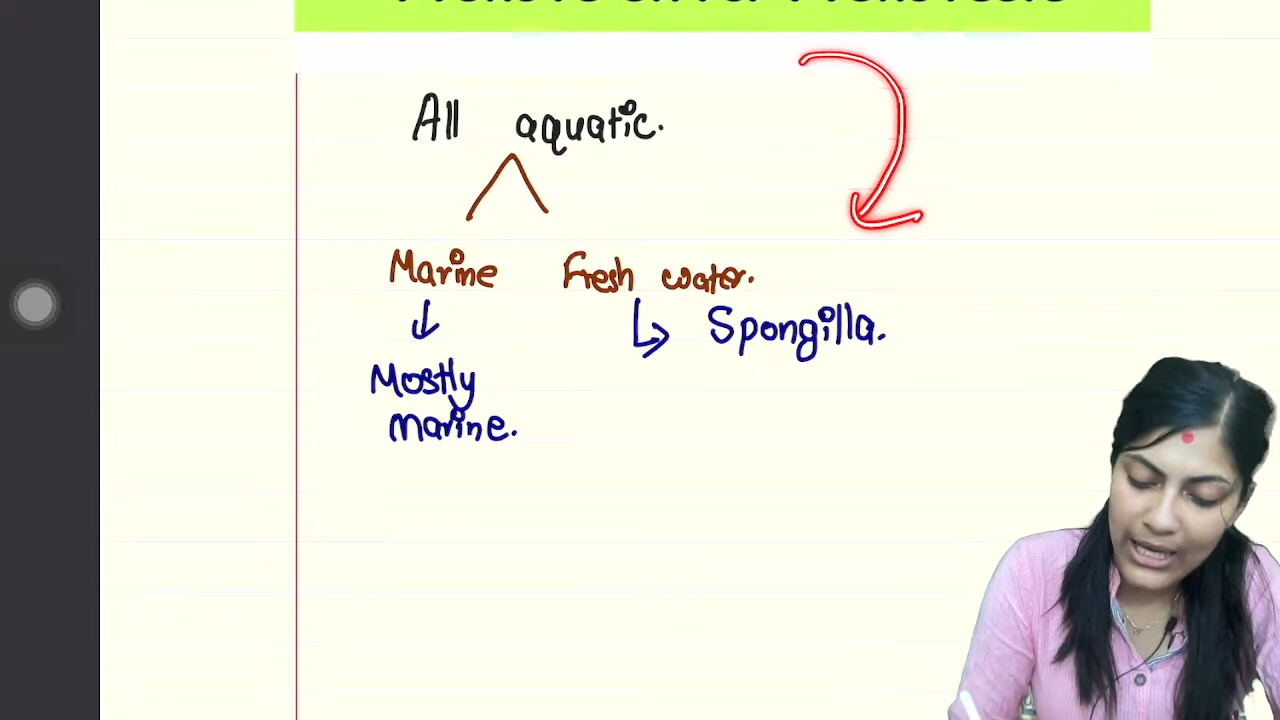 All aquatic.
Marine Fresh water.
Spongilla.
Mostly
marine.